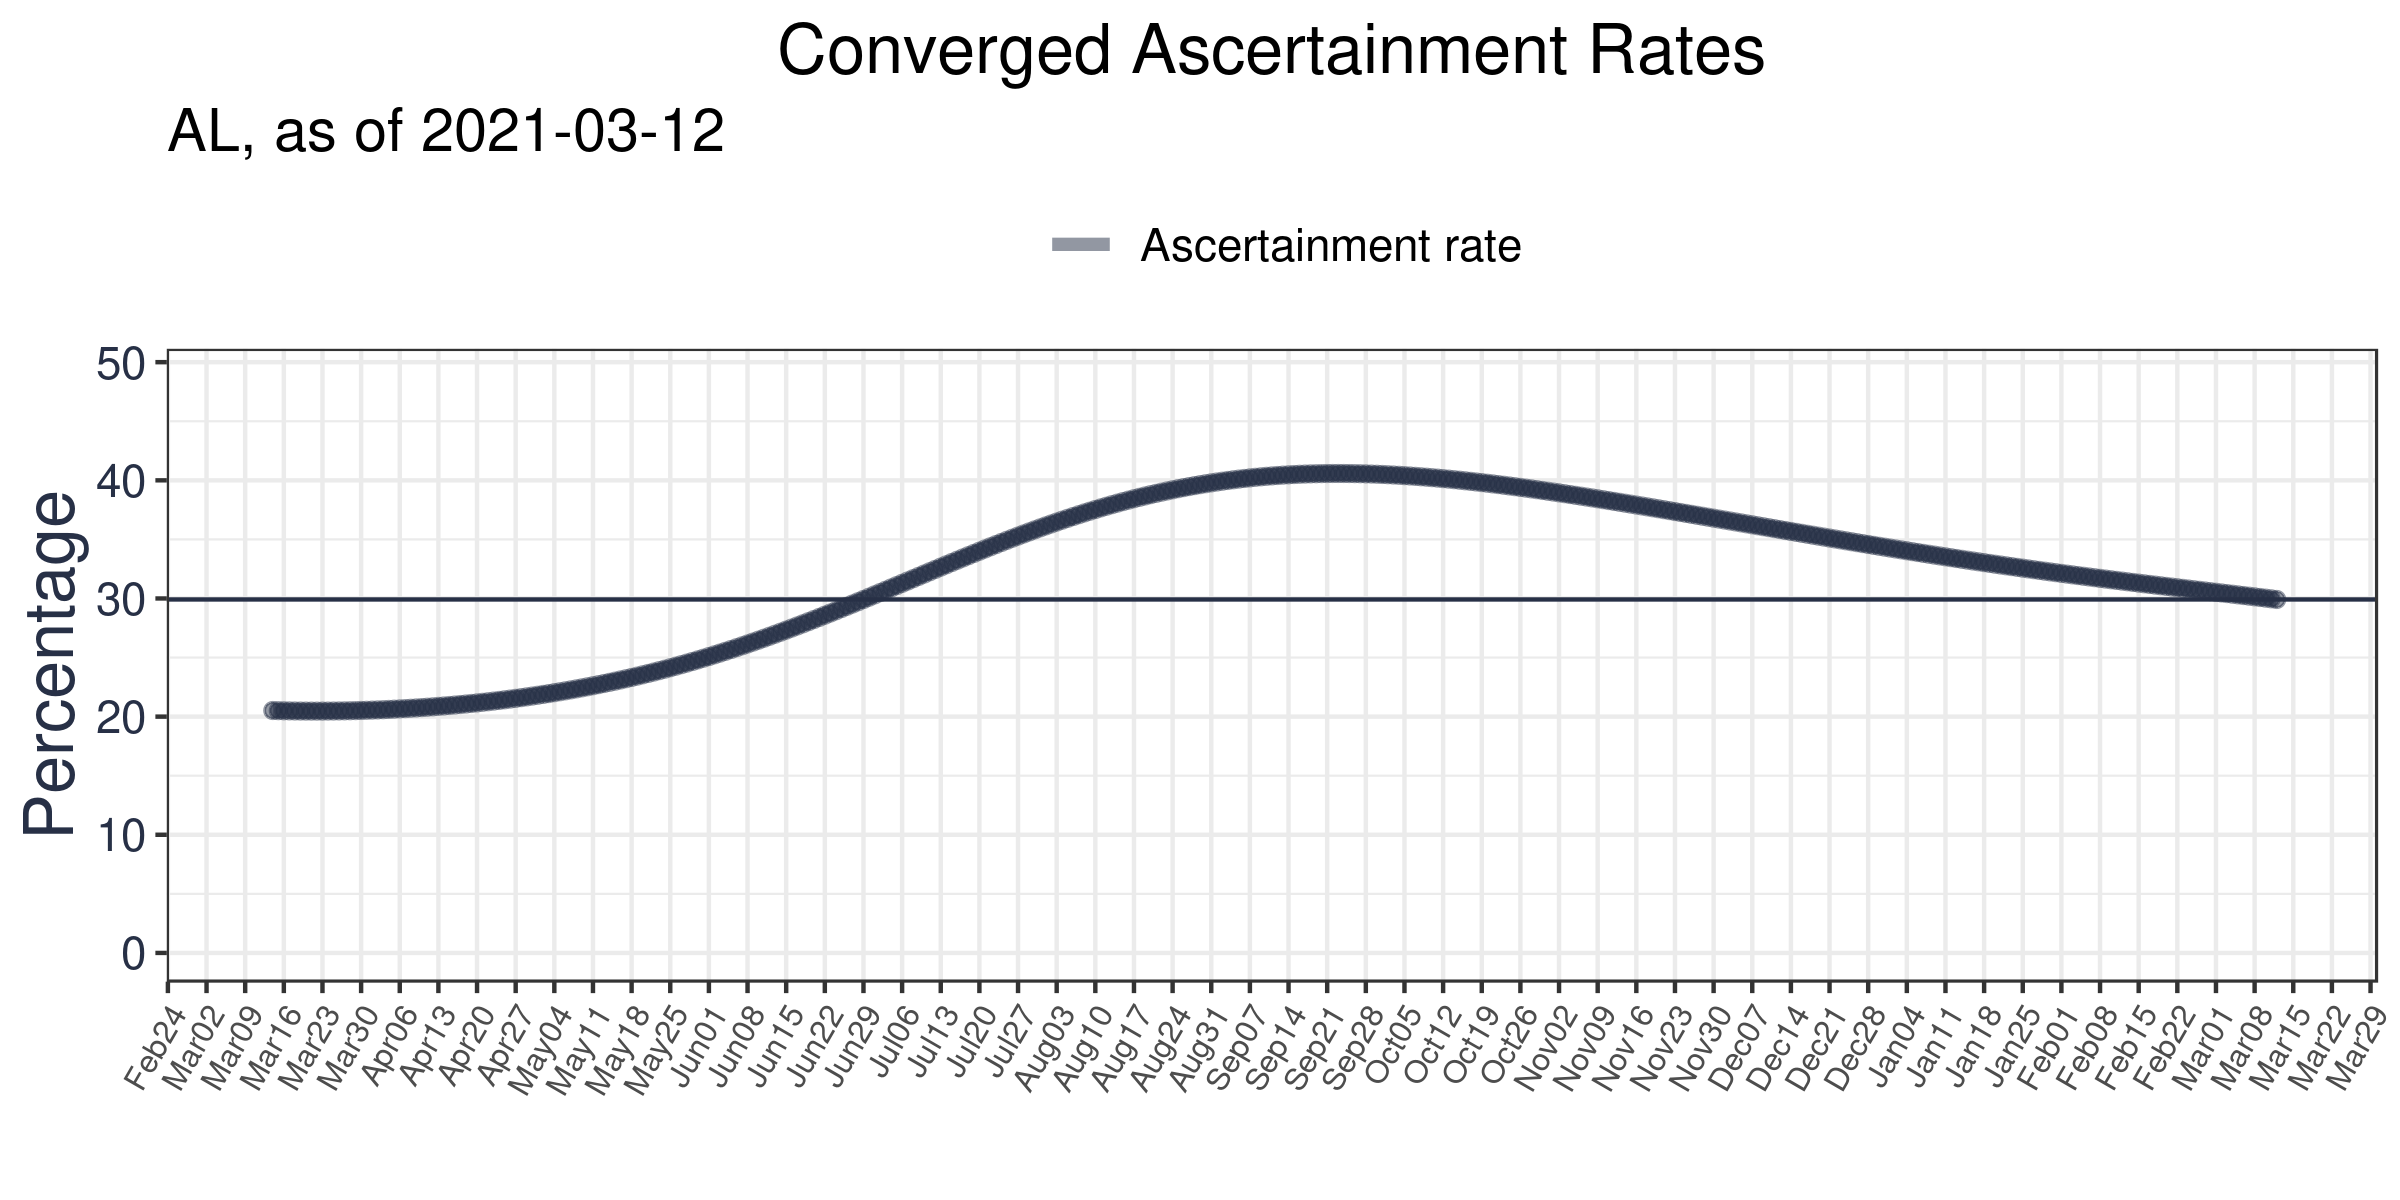 Converged Ascertainment Rates
AL, as of 2021-03-12
Ascertainment rate
Percentage
50
40
30
20
10
0
Feb24
Mar02
Mar09
Mar16
Mar23
Mar30
Apr06
Apr13
Apr20
Apr27
May04
May11
May18
May25
Jun01
Jun08
Jun15
Jun22
Jun29
Jul06
Jul13
Jul20
Jul27
Aug03
Aug10
Aug17
Aug24
Aug31
Sep07
Sep14
Sep21
Sep28
Oct05
Oct12
Oct19
Oct26
Nov02
Nov09
Nov16
Nov23
Nov30
Dec07
Dec14
Dec21
Dec28
Jan04
Jan11
Jan18
Jan25
Feb01
Feb08
Feb15
Feb22
Mar01
Mar08
Mar15
Mar22
Mar29